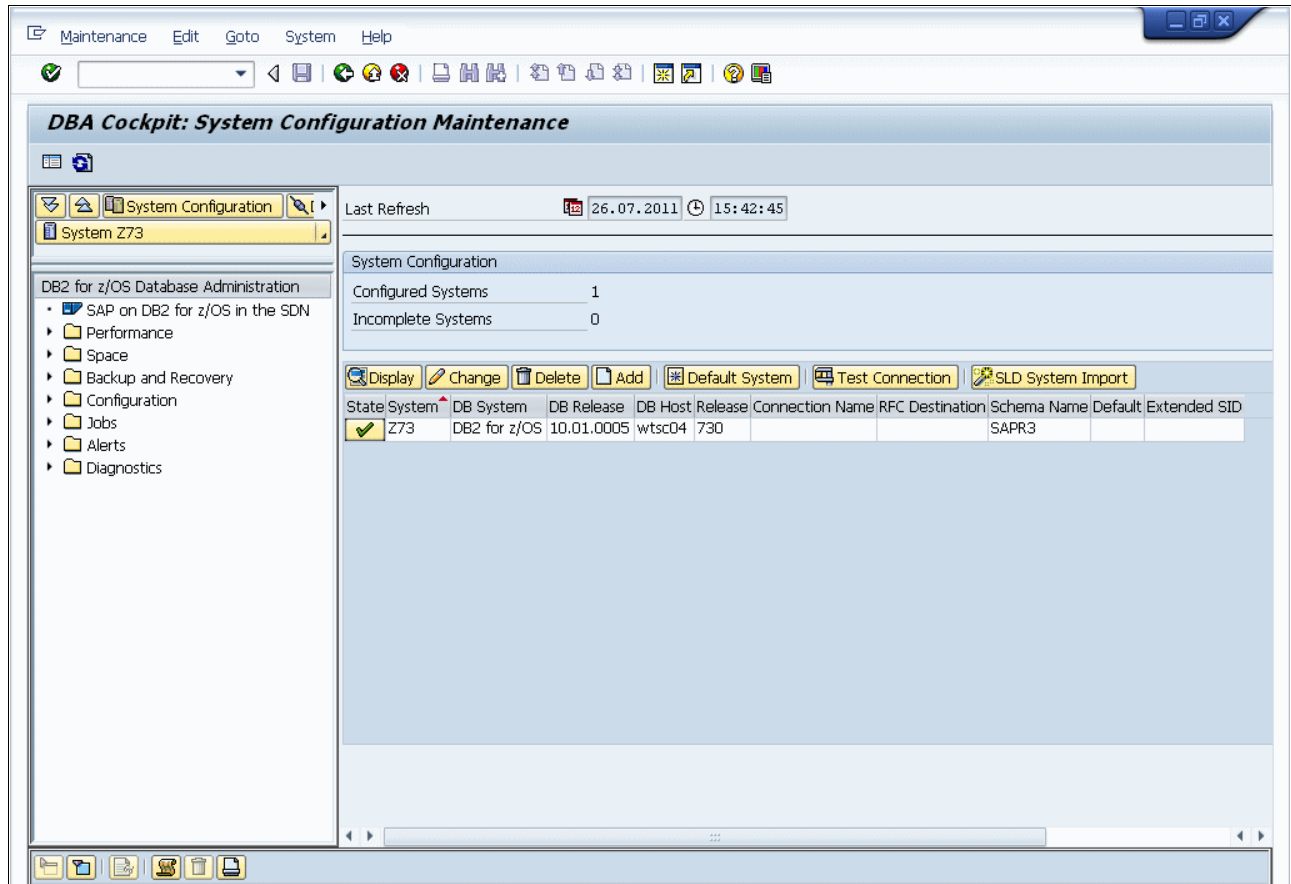 Maintenance Edit Goto System Help
DBA Cockpit: System Configuration Maintenance
System Configuration
System Z73
DB2 for z/OS Database Administration
SAP on DB2 for z/OS in the SDN
Performance
Space
Backup and Recovery
Configuration
Jobs
Alerts
Diagnostics
Last Refresh 26.07.2011 15:42:45
System Configuration
Configured Systems 1
Incomplete Systems 0
Display Change Delete Add Default System Test Connection SLD System Import
State System DB System DB Release DB Host Release Connection Name RFC Destination Schema Name Default Extended SID
Z73 DB2 for z/OS 10.01.0005 wtsc04 730 SAPR3